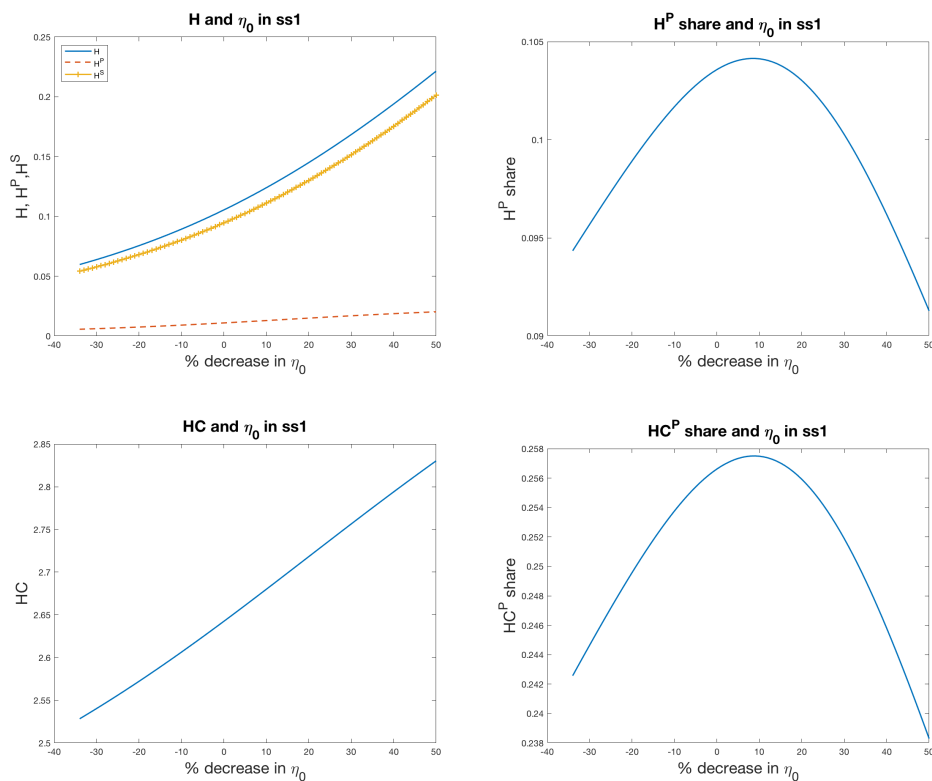 H and η₀ in ss1
0.25
0.2
0.15
0.1
0.05
0
H, Hᴾ,Hˢ
H
Hᴾ
Hˢ
-40 -30 -20 -10 0 10 20 30 40 50
% decrease in η₀
Hᴾ share and η₀ in ss1
0.105
0.1
0.095
0.09
Hᴾ share
-40 -30 -20 -10 0 10 20 30 40 50
% decrease in η₀
HC and η₀ in ss1
2.85
2.8
2.75
2.7
2.65
2.6
2.55
2.5
HC
-40 -30 -20 -10 0 10 20 30 40 50
% decrease in η₀
HCᴾ share and η₀ in ss1
0.258
0.256
0.254
0.252
0.25
0.248
0.246
0.244
0.242
0.24
0.238
HCᴾ share
-40 -30 -20 -10 0 10 20 30 40 50
% decrease in η₀